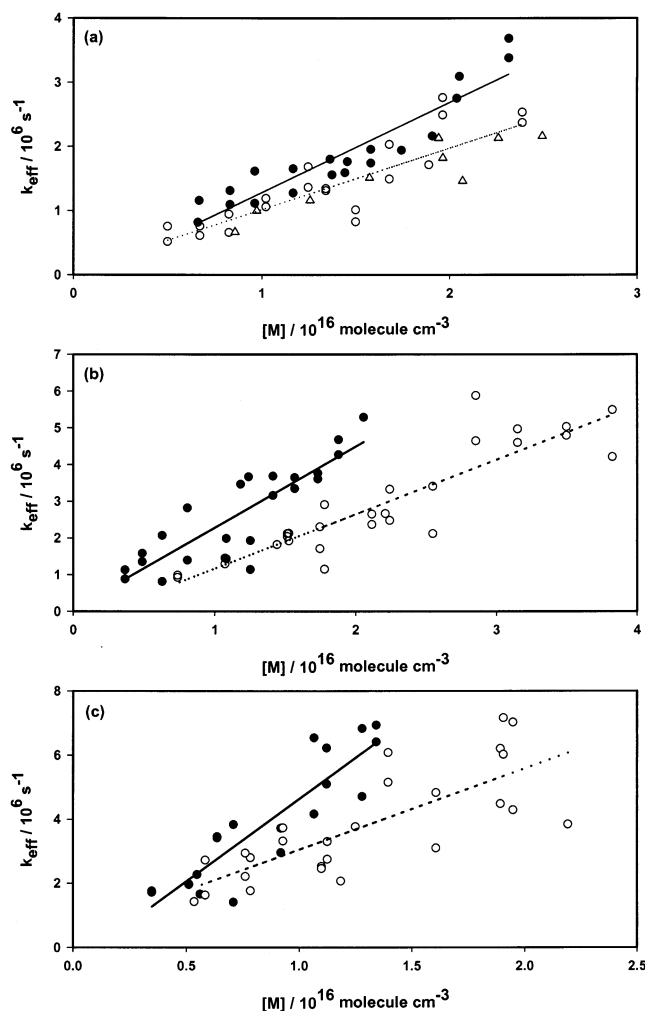 (a)
4
3
2
1
0
k_eff / 10^6 s^-1
0 1 2 3
[M] / 10^16 molecule cm^-3
(b)
7
6
5
4
3
2
1
0
k_eff / 10^6 s^-1
0 1 2 3 4
[M] / 10^16 molecule cm^-3
(c)
8
6
4
2
0
k_eff / 10^6 s^-1
0.0 0.5 1.0 1.5 2.0 2.5
[M] / 10^16 molecule cm^-3